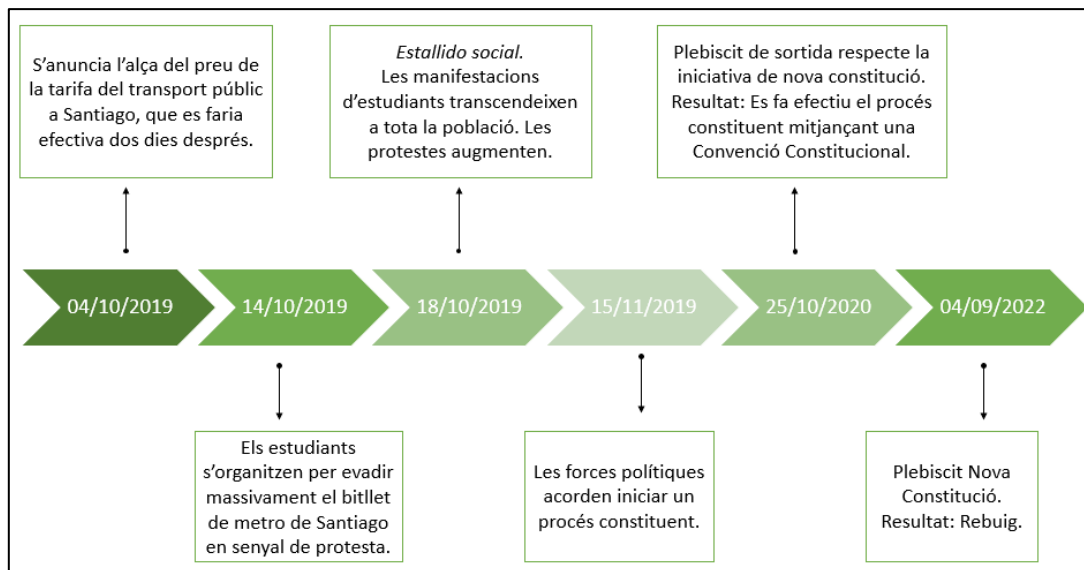 S'anuncia l'alça del preu de
la tarifa del transport públic
a Santiago, que es faria
efectiva dos dies després.
Estallido social.
Les manifestacions
d'estudiants transcendeixen
a tota la població. Les
protestes augmenten.
Plebiscit de sortida respecte la
iniciativa de nova constitució.
Resultat: Es fa efectiu el procés
constituent mitjançant una
Convenció Constitucional.
04/10/2019
14/10/2019
18/10/2019
15/11/2019
25/10/2020
04/09/2022
Els estudiants
s'organitzen per evadir
massivament el bitllet
de metro de Santiago
en senyal de protesta.
Les forces polítiques
acorden iniciar un
procés constituent.
Plebiscit Nova
Constitució.
Resultat: Rebuig.